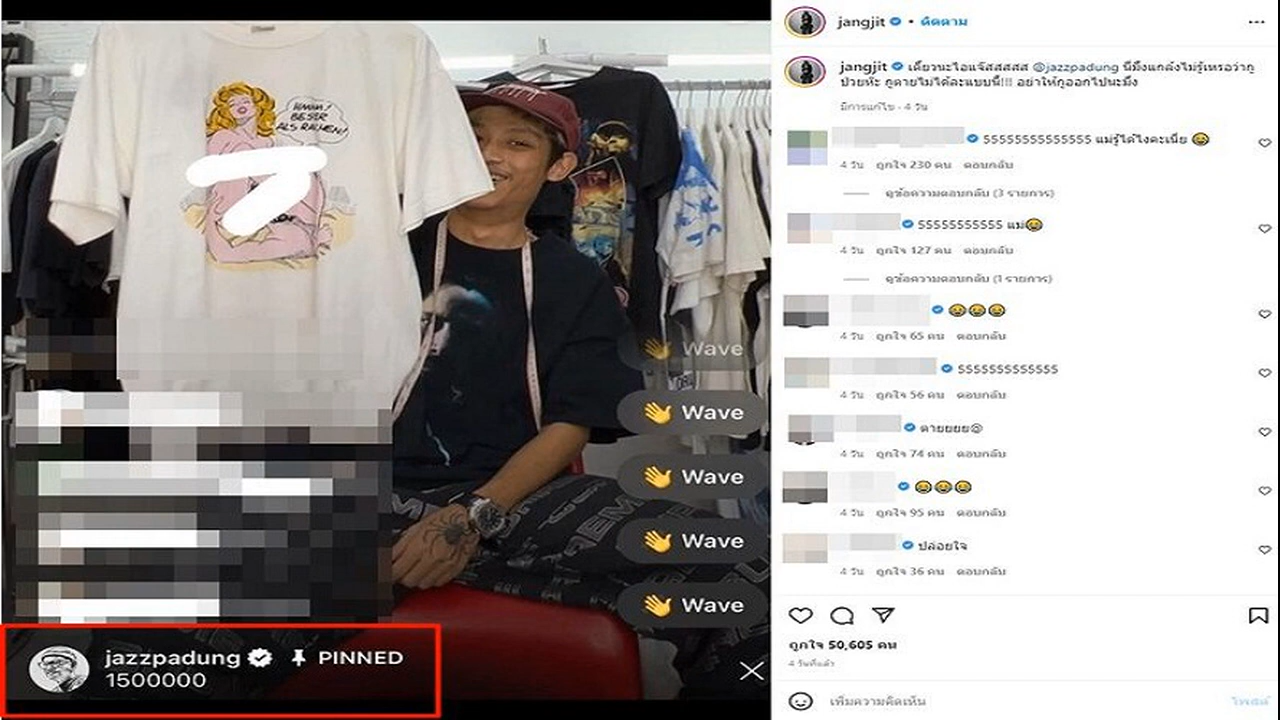 HMHH!
BESSER
ALS RAUHEN!
Wave
Wave
Wave
Wave
Wave
jazzpadung PINNED
1500000
jangjit • ติดตาม
jangjit เดี๋ยวนะไอแจ๊สสสสส @jazzpadung นี่มึงแกล้งไม่รู้เหรอว่ากู
ป่วยห๊ะ กูตายไม่ได้ละแบบนี้!!! อย่าให้กูออกไปนะมึง
มีการแก้ไข · 4 วัน
55555555555555 แม่รู้ได้ไงคะเนี่ย 😂
4 วัน ถูกใจ 230 คน ตอบกลับ
ดูข้อความตอบกลับ (3 รายการ)
55555555555 แม่😂
4 วัน ถูกใจ 127 คน ตอบกลับ
ดูข้อความตอบกลับ (1 รายการ)
😂😂😂
4 วัน ถูกใจ 65 คน ตอบกลับ
5555555555555
4 วัน ถูกใจ 56 คน ตอบกลับ
4 วัน ถูกใจ 74 คน ตอบกลับ
😂😂😂
4 วัน ถูกใจ 95 คน ตอบกลับ
ปล่อยใจ
4 วัน ถูกใจ 36 คน ตอบกลับ
ถูกใจ 50,605 คน
4 วันที่แล้ว
เพิ่มความคิดเห็น
โพสต์